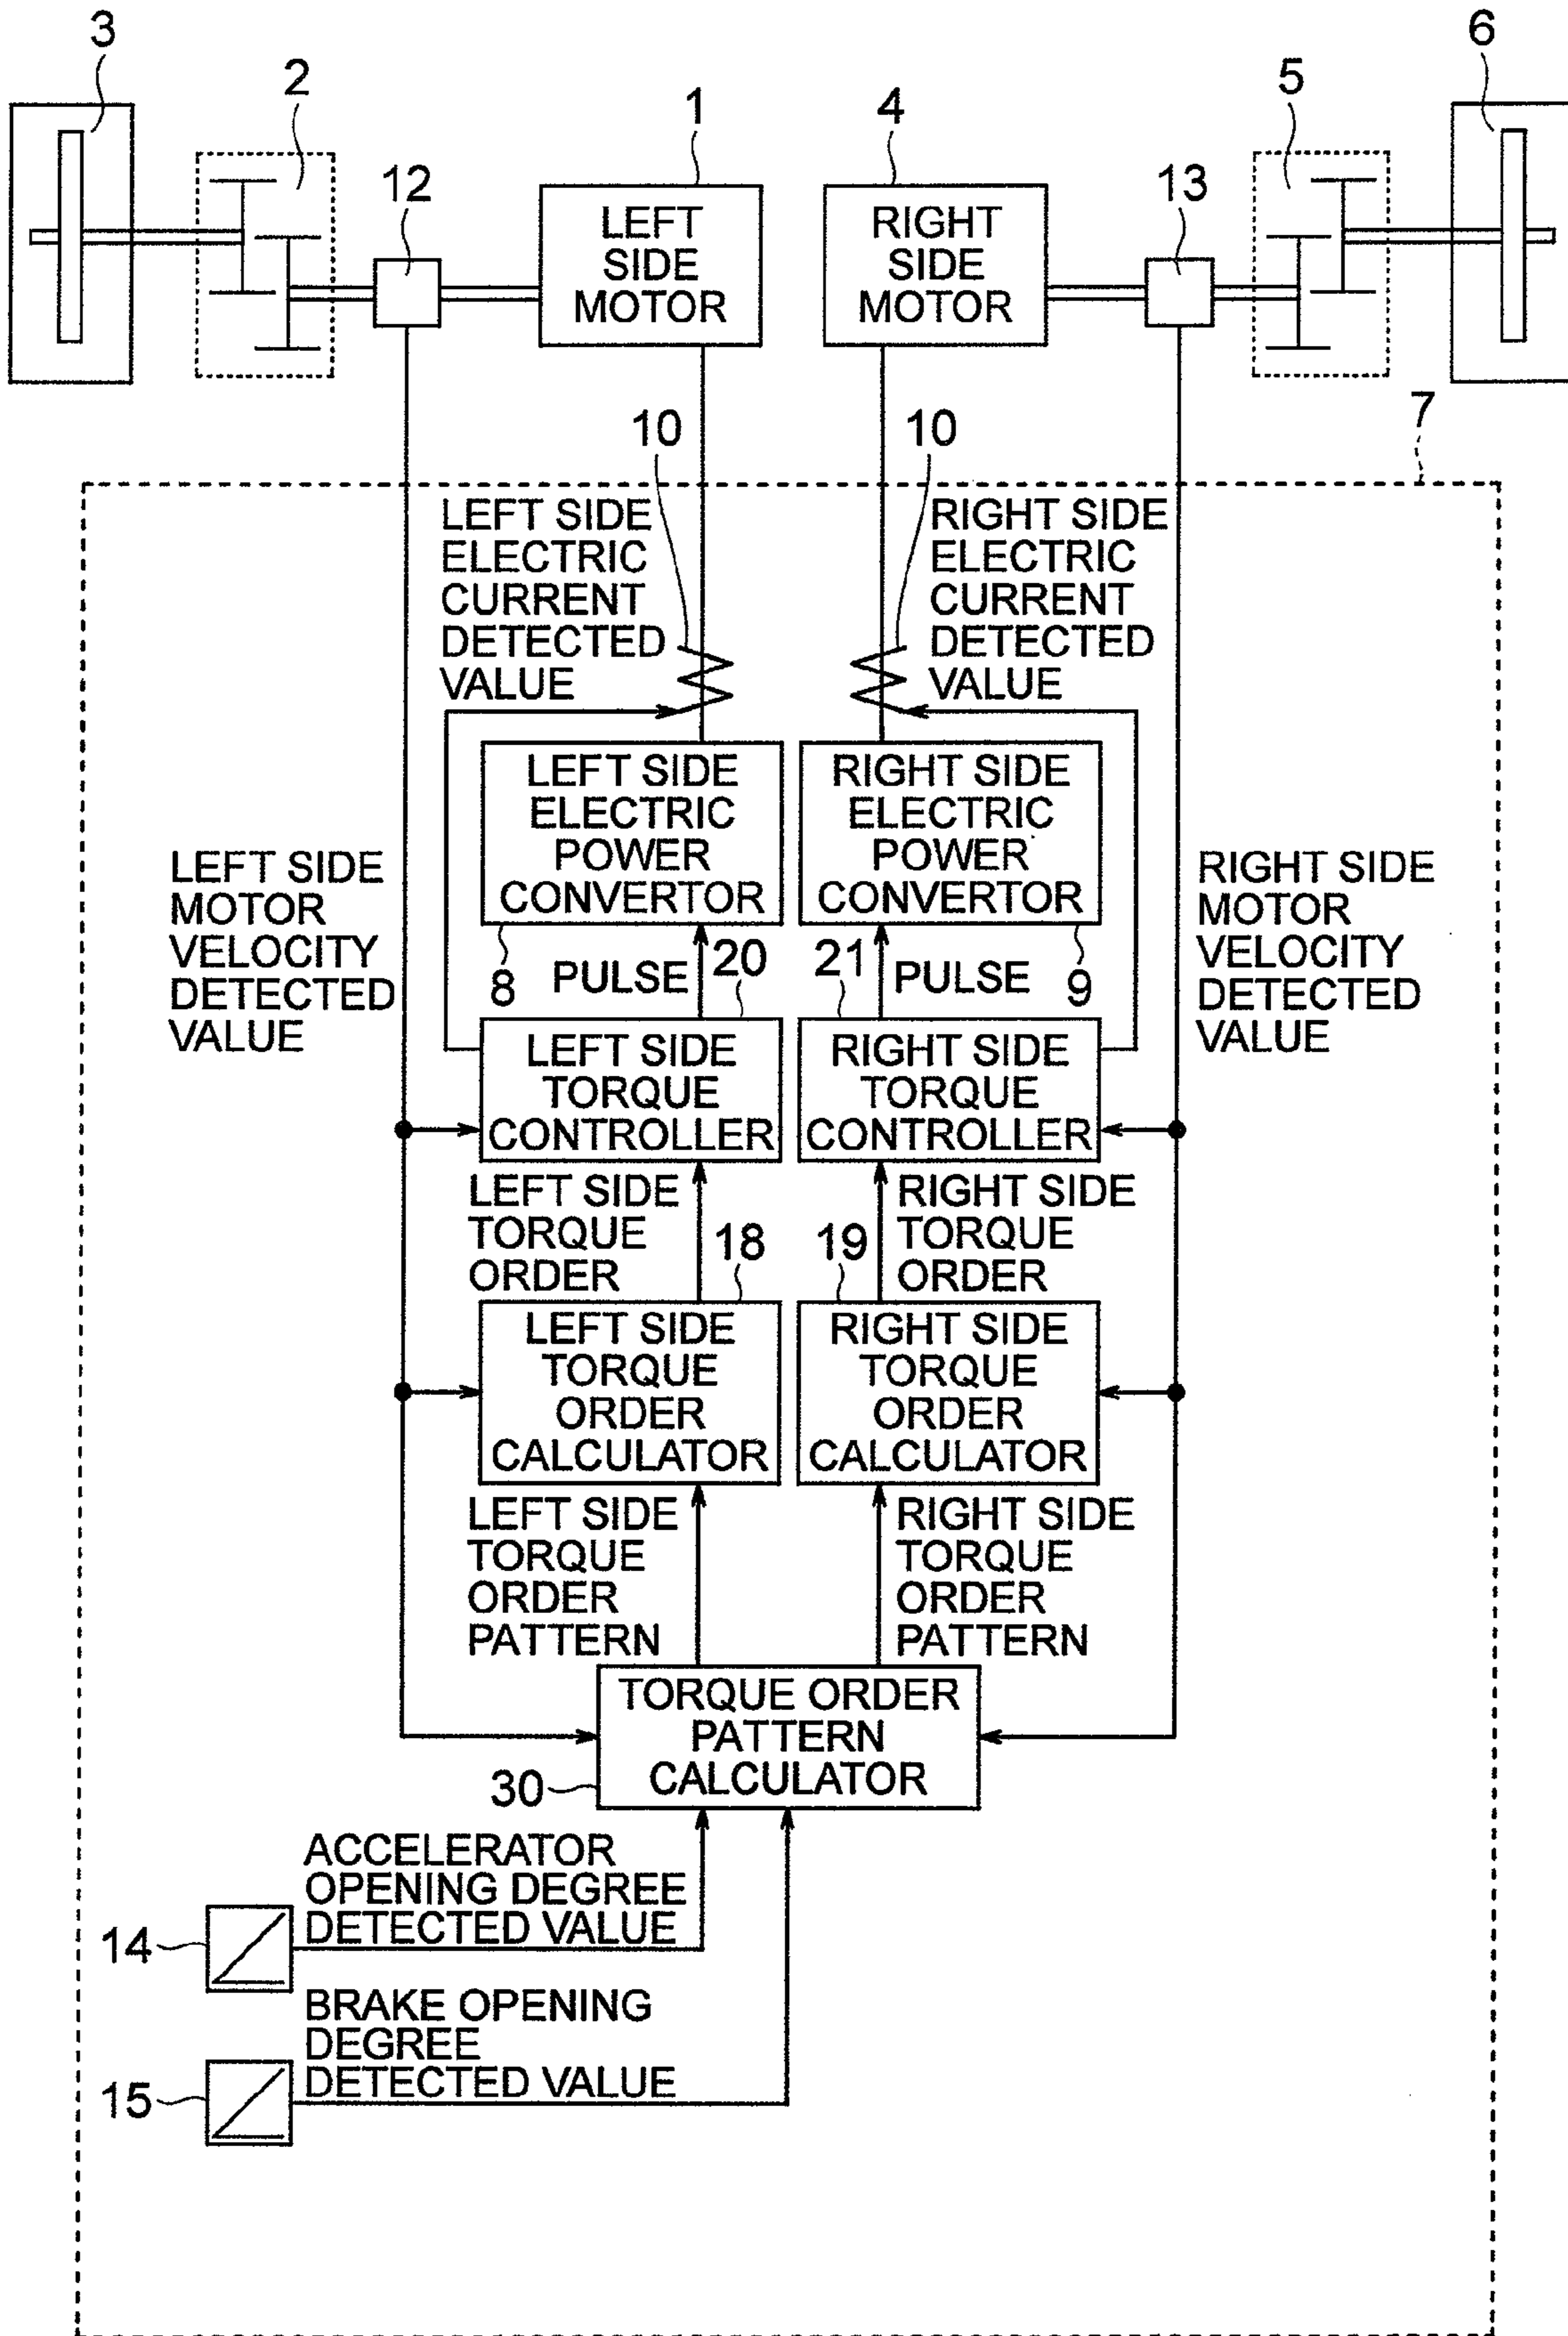 3
6
2
5
1
4
12
13
LEFT
SIDE
MOTOR
RIGHT
SIDE
MOTOR
7
10
10
LEFT SIDE
ELECTRIC
CURRENT
DETECTED
VALUE
RIGHT SIDE
ELECTRIC
CURRENT
DETECTED
VALUE
LEFT SIDE
ELECTRIC
POWER
CONVERTOR
RIGHT SIDE
ELECTRIC
POWER
CONVERTOR
LEFT SIDE
MOTOR
VELOCITY
DETECTED
VALUE
RIGHT SIDE
MOTOR
VELOCITY
DETECTED
VALUE
8
PULSE
20
21
PULSE
9
LEFT SIDE
TORQUE
CONTROLLER
RIGHT SIDE
TORQUE
CONTROLLER
LEFT SIDE
TORQUE
ORDER
18
19
RIGHT SIDE
TORQUE
ORDER
LEFT SIDE
TORQUE
ORDER
CALCULATOR
RIGHT SIDE
TORQUE
ORDER
CALCULATOR
LEFT SIDE
TORQUE
ORDER
PATTERN
RIGHT SIDE
TORQUE
ORDER
PATTERN
TORQUE ORDER
PATTERN
CALCULATOR
30
ACCELERATOR
OPENING DEGREE
DETECTED VALUE
14
BRAKE OPENING
DEGREE
DETECTED VALUE
15